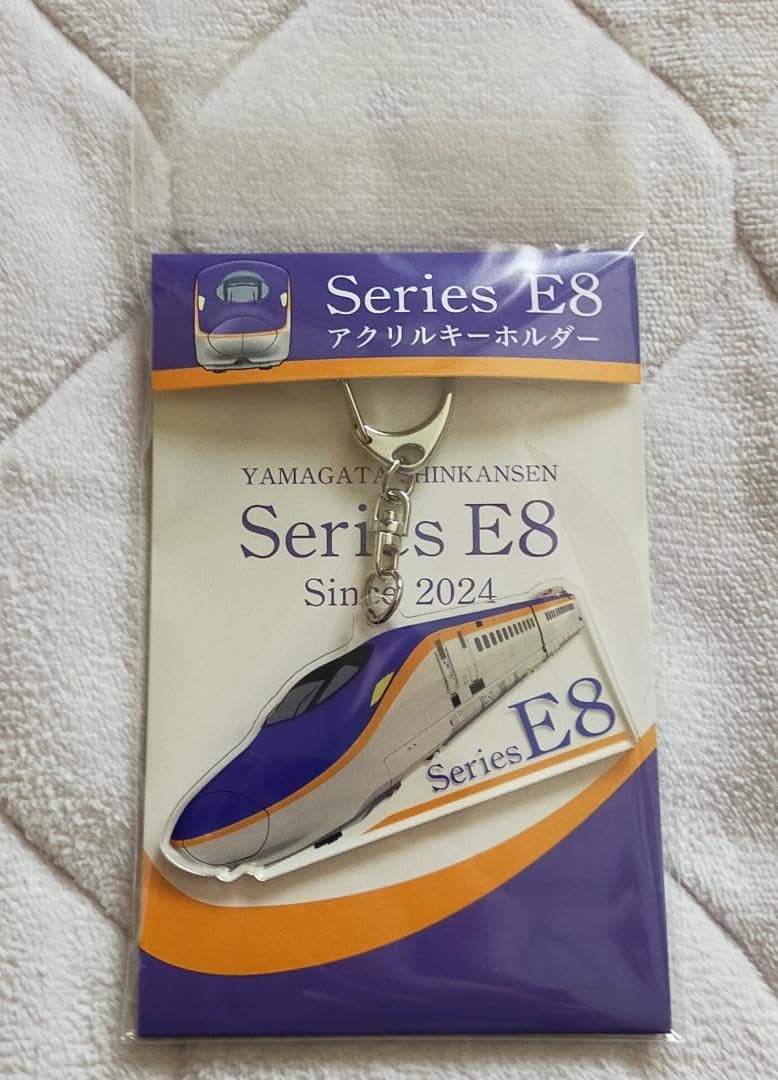 Series E8
アクリルキーホルダー
YAMAGATA SHINKANSEN
Series E8
Since 2024
Series E8